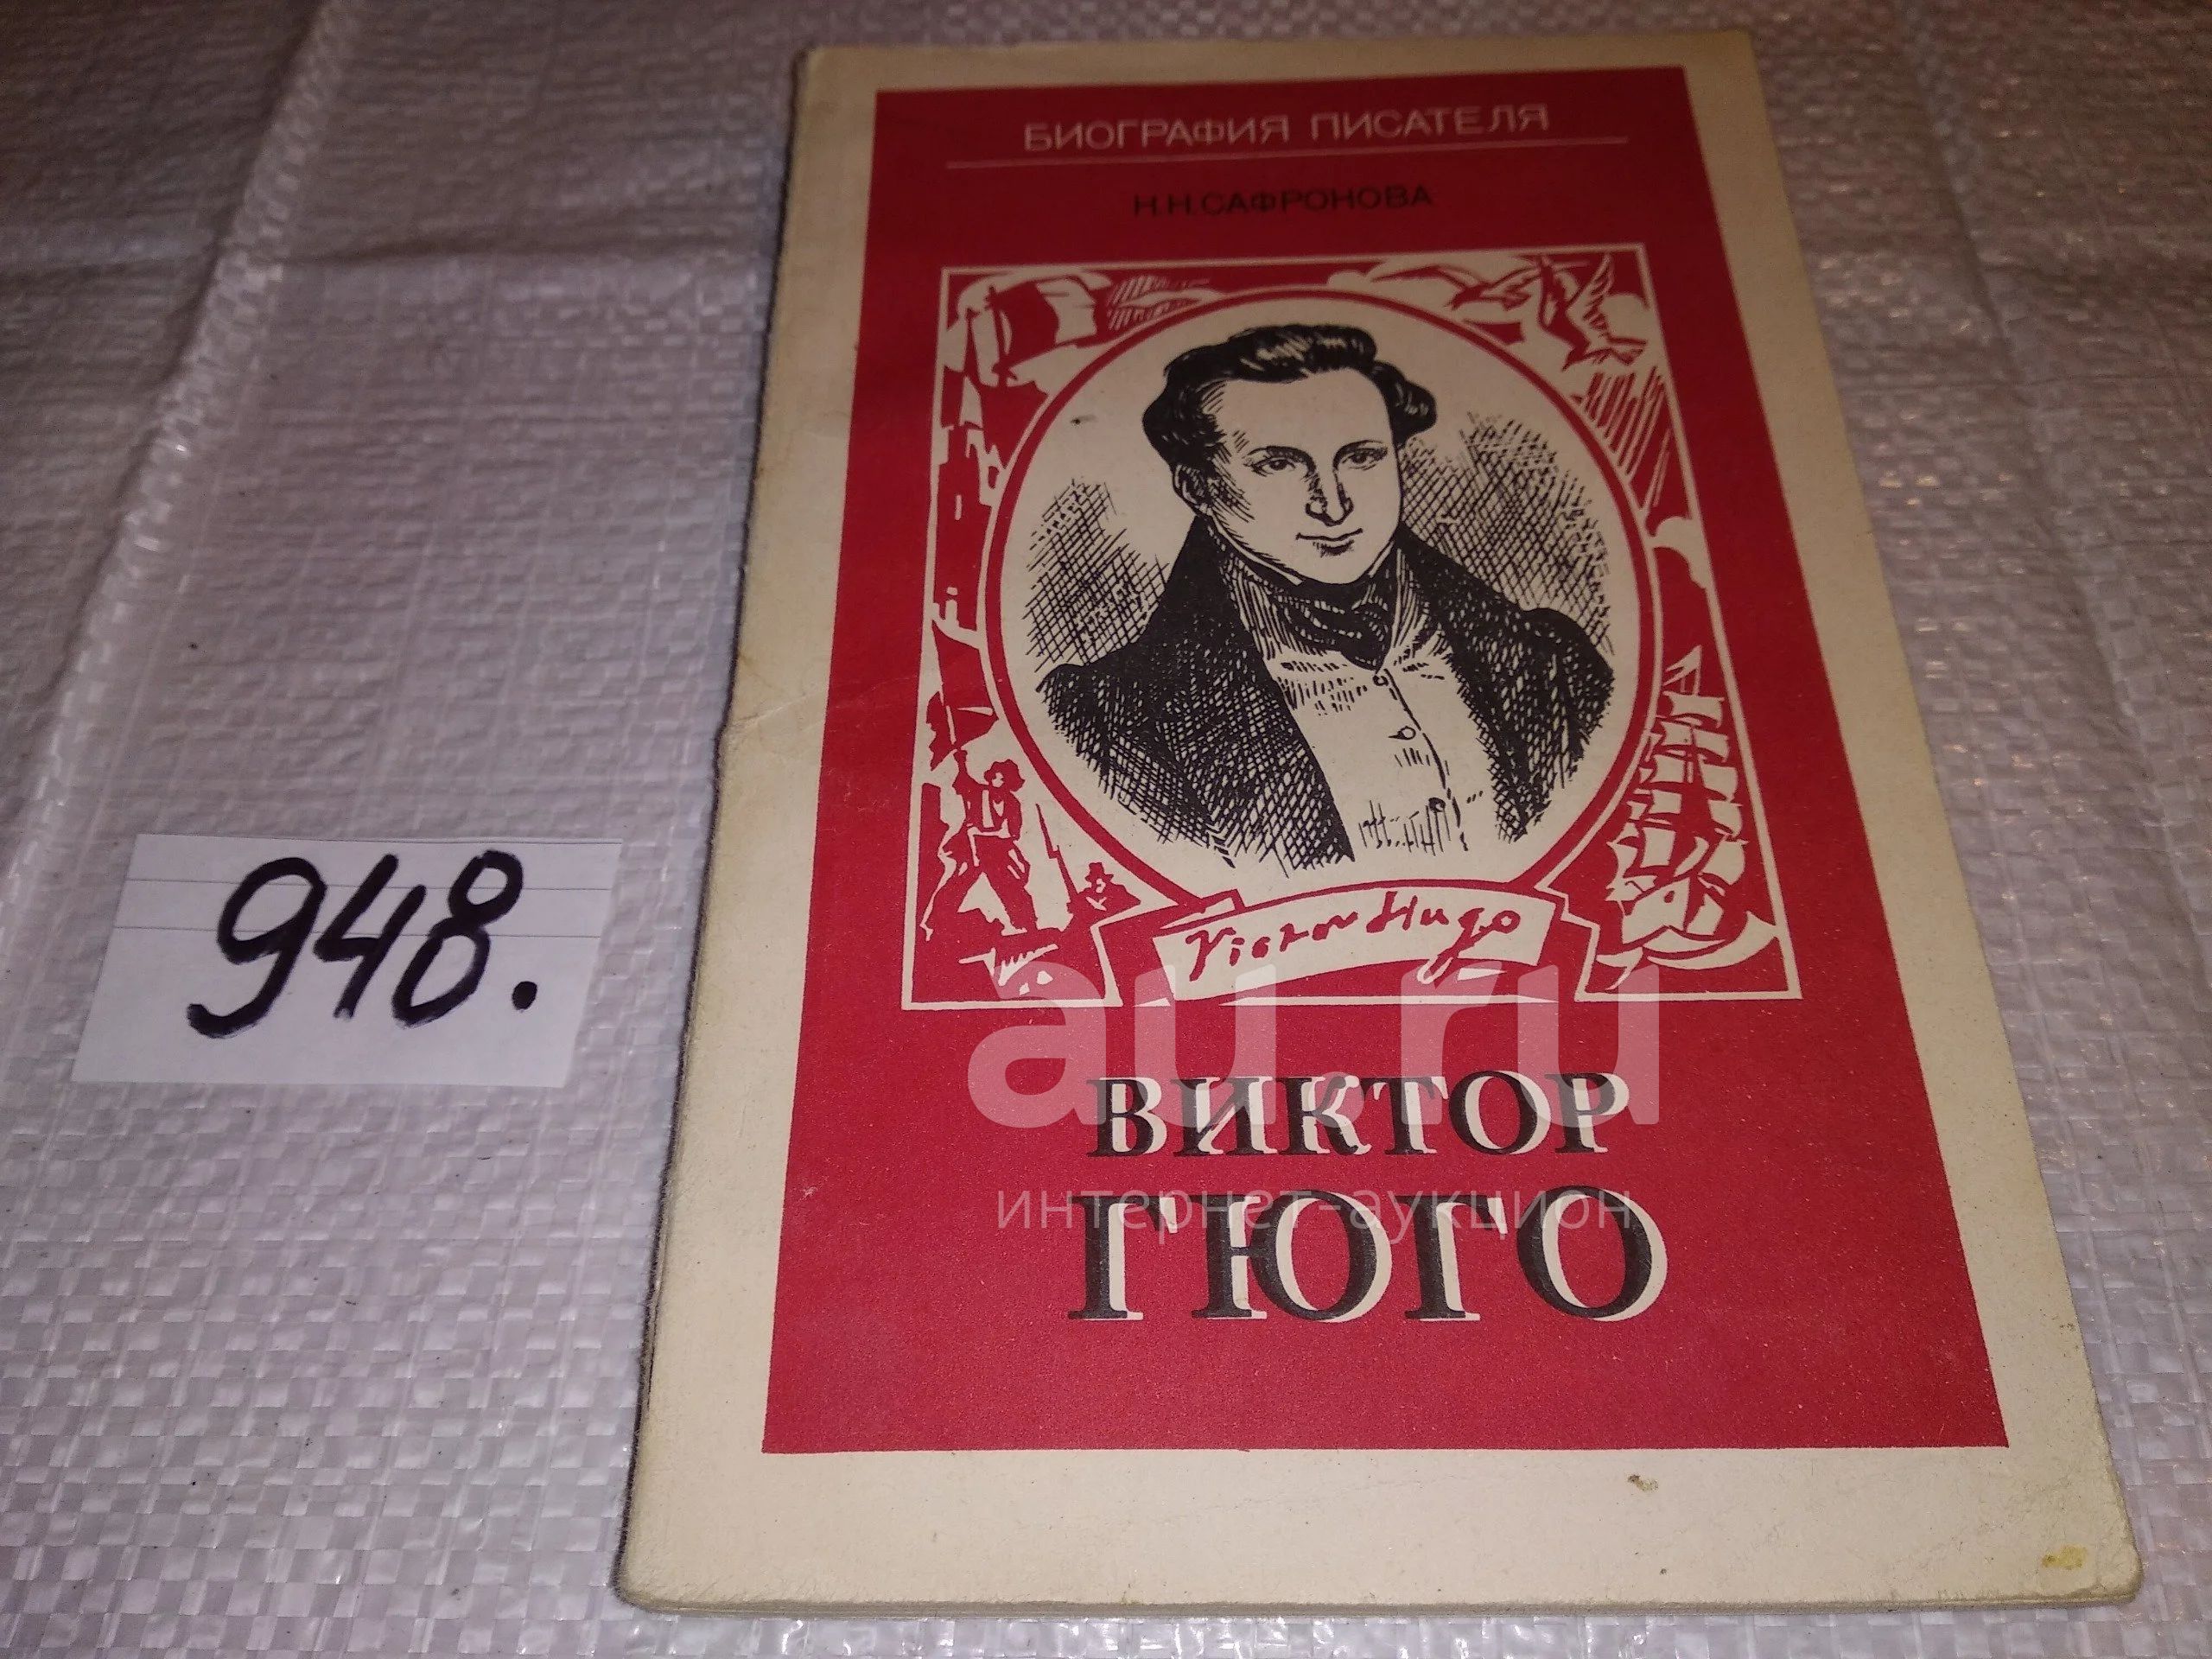 БИОГРАФИЯ ПИСАТЕЛЯ
Н.Н.САФРОНОВА
Victor Hugo
au.ru
ВИКТОР
интернет-аукцион
ГЮГО
948.